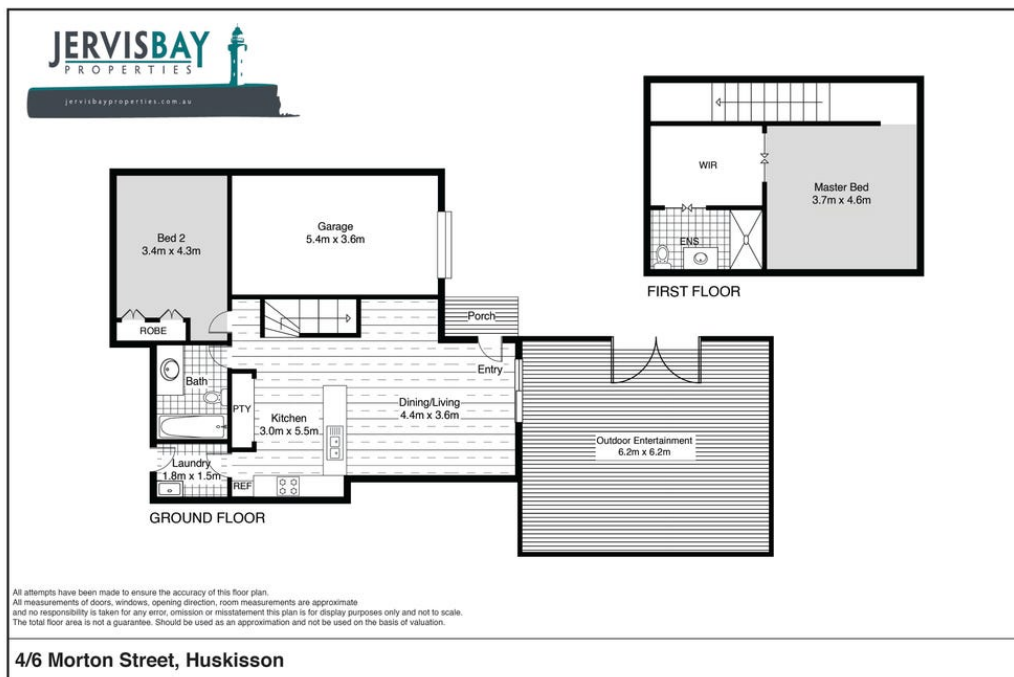 JERVISBAY
PROPERTIES
jervisbayproperties.com.au
Bed 2
3.4m x 4.3m
ROBE
Garage
5.4m x 3.6m
Porch
Entry
Bath
PTY
Kitchen
3.0m x 5.5m
Dining/Living
4.4m x 3.6m
Laundry
1.8m x 1.5m
REF
GROUND FLOOR
Outdoor Entertainment
6.2m x 6.2m
WIR
ENS
Master Bed
3.7m x 4.6m
FIRST FLOOR
All attempts have been made to ensure the accuracy of this floor plan.
All measurements of doors, windows, opening direction, room measurements are approximate
and no responsibility is taken for any error, omission or misstatement this plan is for display purposes only and not to scale.
The total floor area is not a guarantee. Should be used as an approximation and not be used on the basis of valuation.
4/6 Morton Street, Huskisson